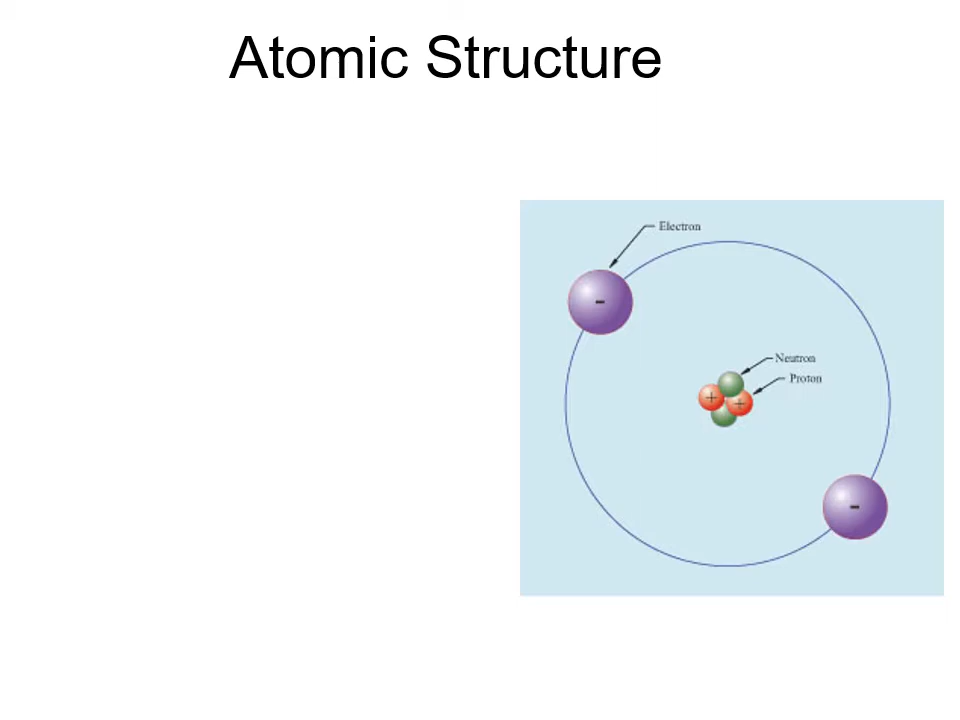 Atomic Structure
Electron
-
Neutron
Proton
+
+
-